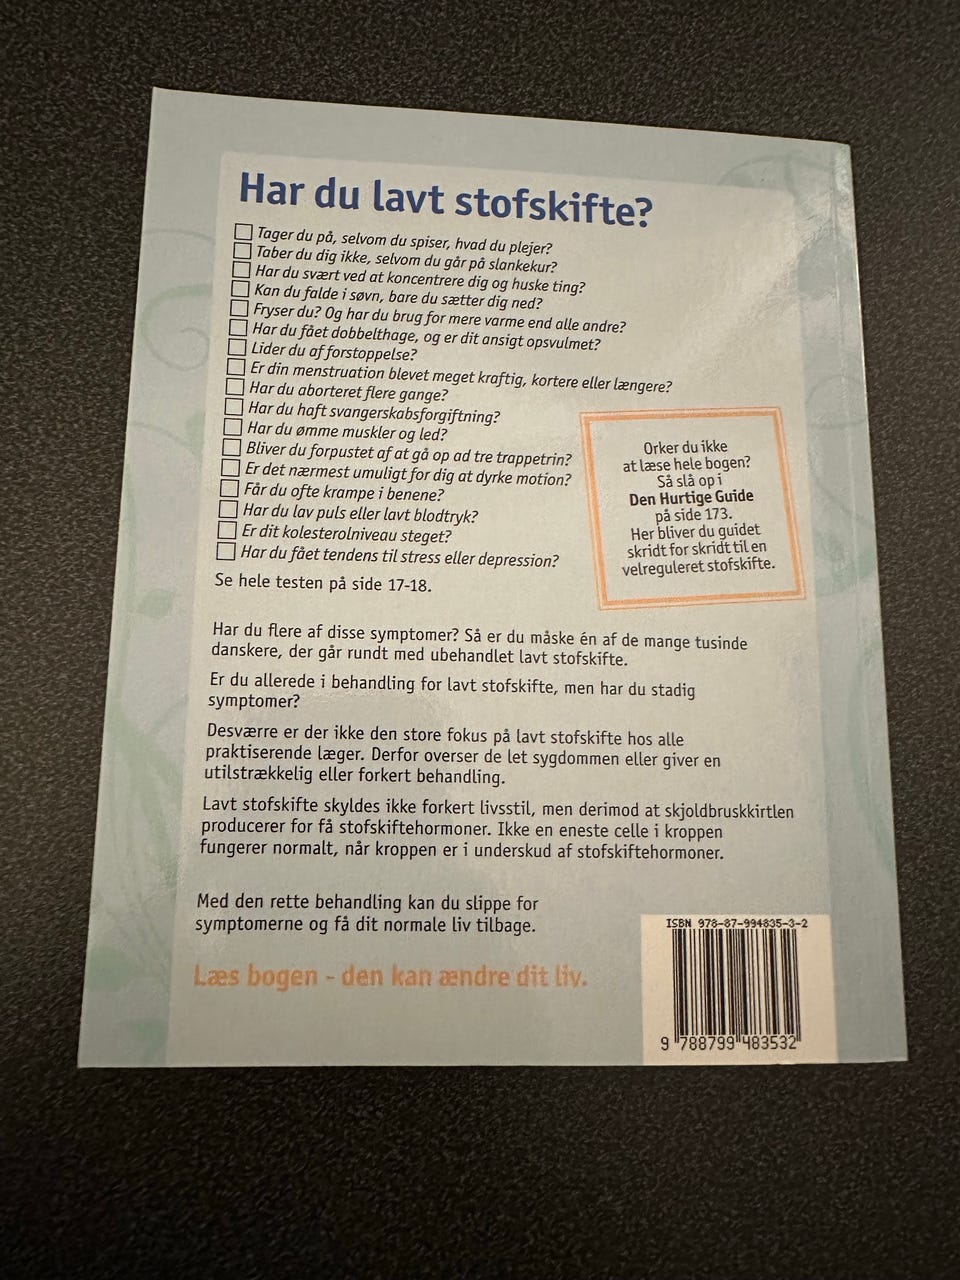 Har du lavt stofskifte?
Tager du på, selvom du spiser, hvad du plejer?
Taber du dig ikke, selvom du går på slankekur?
Har du svært ved at koncentrere dig og huske ting?
Kan du falde i søvn, bare du sætter dig ned?
Fryser du? Og har du brug for mere varme end alle andre?
Har du fået dobbelthage, og er dit ansigt opsvulmet?
Lider du af forstoppelse?
Er din menstruation blevet meget kraftig, kortere eller længere?
Har du aborteret flere gange?
Har du haft svangerskabsforgiftning?
Har du ømme muskler og led?
Bliver du forpustet af at gå op ad tre trappetrin?
Er det nærmest umuligt for dig at dyrke motion?
Får du ofte krampe i benene?
Har du lav puls eller lavt blodtryk?
Er dit kolesterolniveau steget?
Har du fået tendens til stress eller depression?
Se hele testen på side 17-18.
Orker du ikke
at læse hele bogen?
Så slå op i
Den Hurtige Guide
på side 173.
Her bliver du guidet
skridt for skridt til en
velreguleret stofskifte.
Har du flere af disse symptomer? Så er du måske én af de mange tusinde
danskere, der går rundt med ubehandlet lavt stofskifte.
Er du allerede i behandling for lavt stofskifte, men har du stadig
symptomer?
Desværre er der ikke den store fokus på lavt stofskifte hos alle
praktiserende læger. Derfor overser de let sygdommen eller giver en
utilstrækkelig eller forkert behandling.
Lavt stofskifte skyldes ikke forkert livsstil, men derimod at skjoldbruskkirtlen
producerer for få stofskiftehormoner. Ikke en eneste celle i kroppen
fungerer normalt, når kroppen er i underskud af stofskiftehormoner.
Med den rette behandling kan du slippe for
symptomerne og få dit normale liv tilbage.
Læs bogen - den kan ændre dit liv.
ISBN 978-87-994835-3-2
9 788799 483532